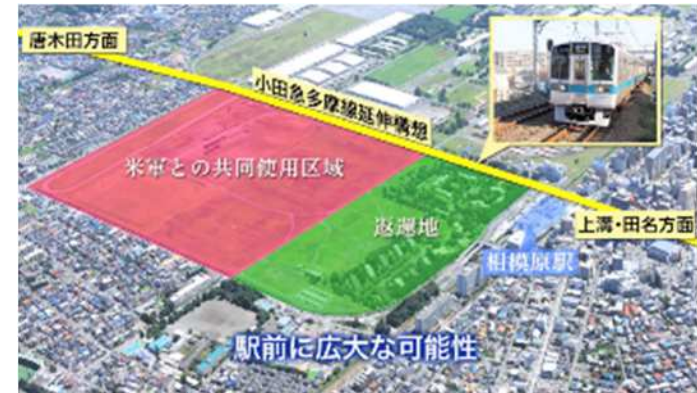 唐木田方面
小田急多摩線延伸構想
米軍との共同使用区域
返還地
上溝・田名方面
相模原駅
駅前に広大な可能性